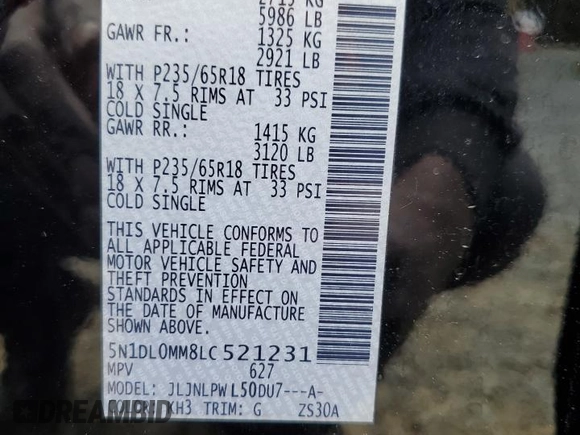 2715 KG
5986 LB
GAWR FR.: 1325 KG
2921 LB
WITH P235/65R18 TIRES
18 X 7.5 RIMS AT 33 PSI
COLD SINGLE
GAWR RR.: 1415 KG
3120 LB
WITH P235/65R18 TIRES
18 X 7.5 RIMS AT 33 PSI
COLD SINGLE
THIS VEHICLE CONFORMS TO
ALL APPLICABLE FEDERAL
MOTOR VEHICLE SAFETY AND
THEFT PREVENTION
STANDARDS IN EFFECT ON
THE DATE OF MANUFACTURE
SHOWN ABOVE.
5N1DL0MM8LC521231
MPV 627
MODEL: JLJNLPWL50DU7---A-
KH3 TRIM: G ZS30A
DREAMBID